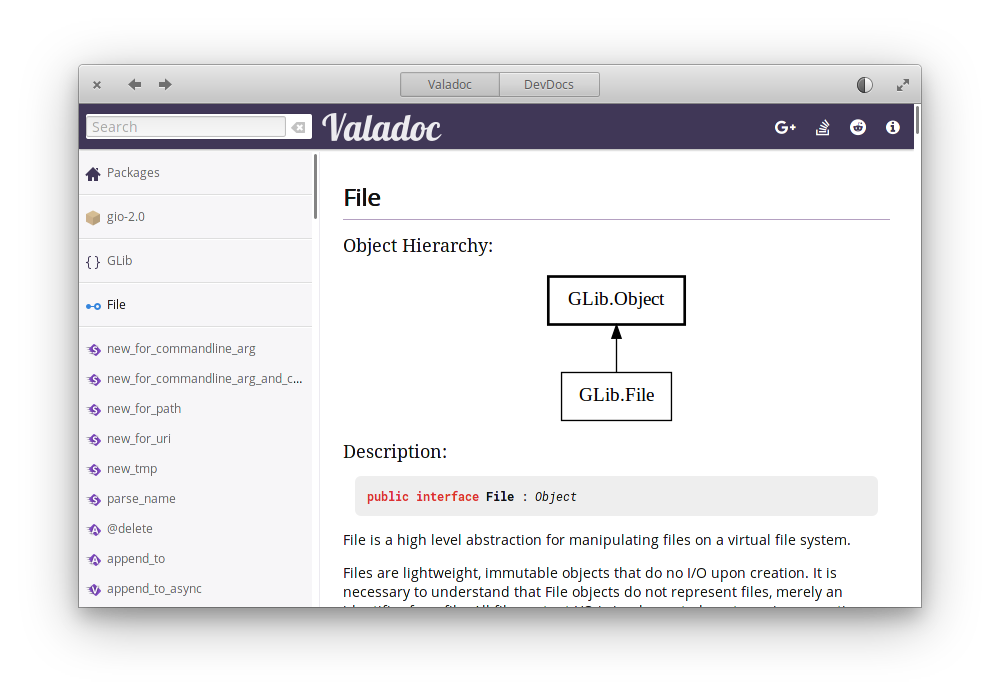 Valadoc DevDocs
Search
Valadoc
G+
Packages
gio-2.0
{ } GLib
File
new_for_commandline_arg
new_for_commandline_arg_and_c...
new_for_path
new_for_uri
new_tmp
parse_name
@delete
append_to
append_to_async
File
Object Hierarchy:
GLib.Object
GLib.File
Description:
public interface File : Object
File is a high level abstraction for manipulating files on a virtual file system.
Files are lightweight, immutable objects that do no I/O upon creation. It is
necessary to understand that File objects do not represent files, merely an